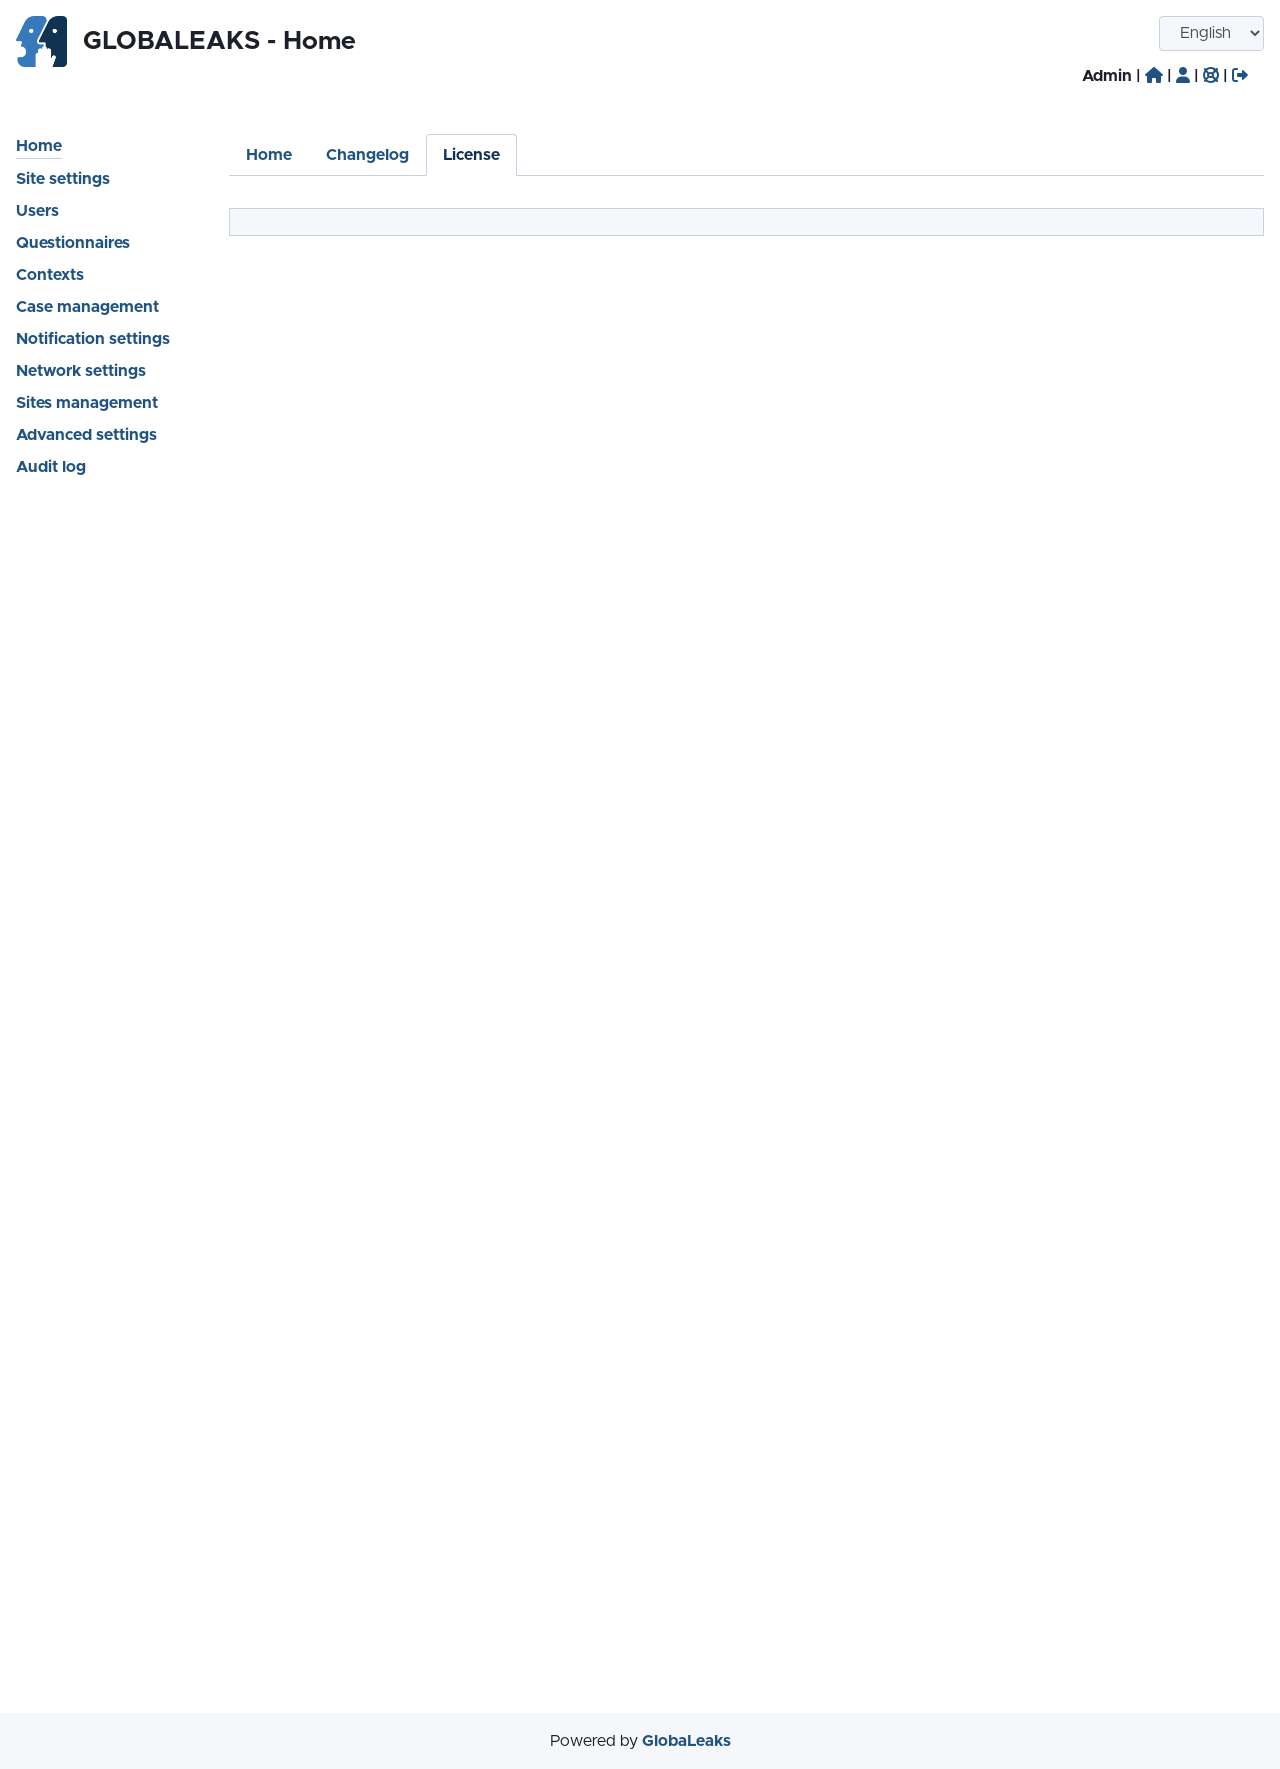 GLOBALEAKS - Home
English
Admin | | | |
Home
Site settings
Users
Questionnaires
Contexts
Case management
Notification settings
Network settings
Sites management
Advanced settings
Audit log
Home Changelog License
Powered by GlobaLeaks